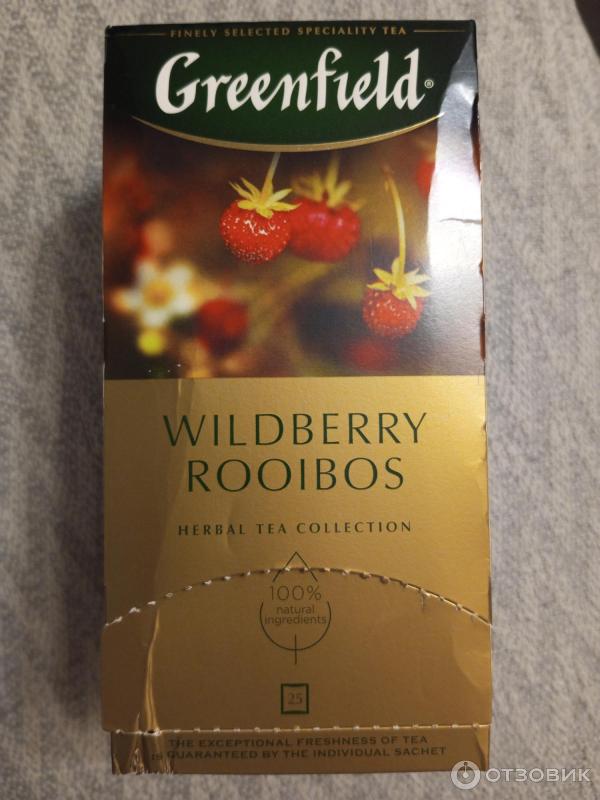 FINELY SELECTED SPECIALITY TEA
Greenfield®
WILDBERRY
ROOIBOS
HERBAL TEA COLLECTION
100%
natural
ingredients
25
THE EXCEPTIONAL FRESHNESS OF TEA
IS GUARANTEED BY THE INDIVIDUAL SACHET
ОТЗОВИК